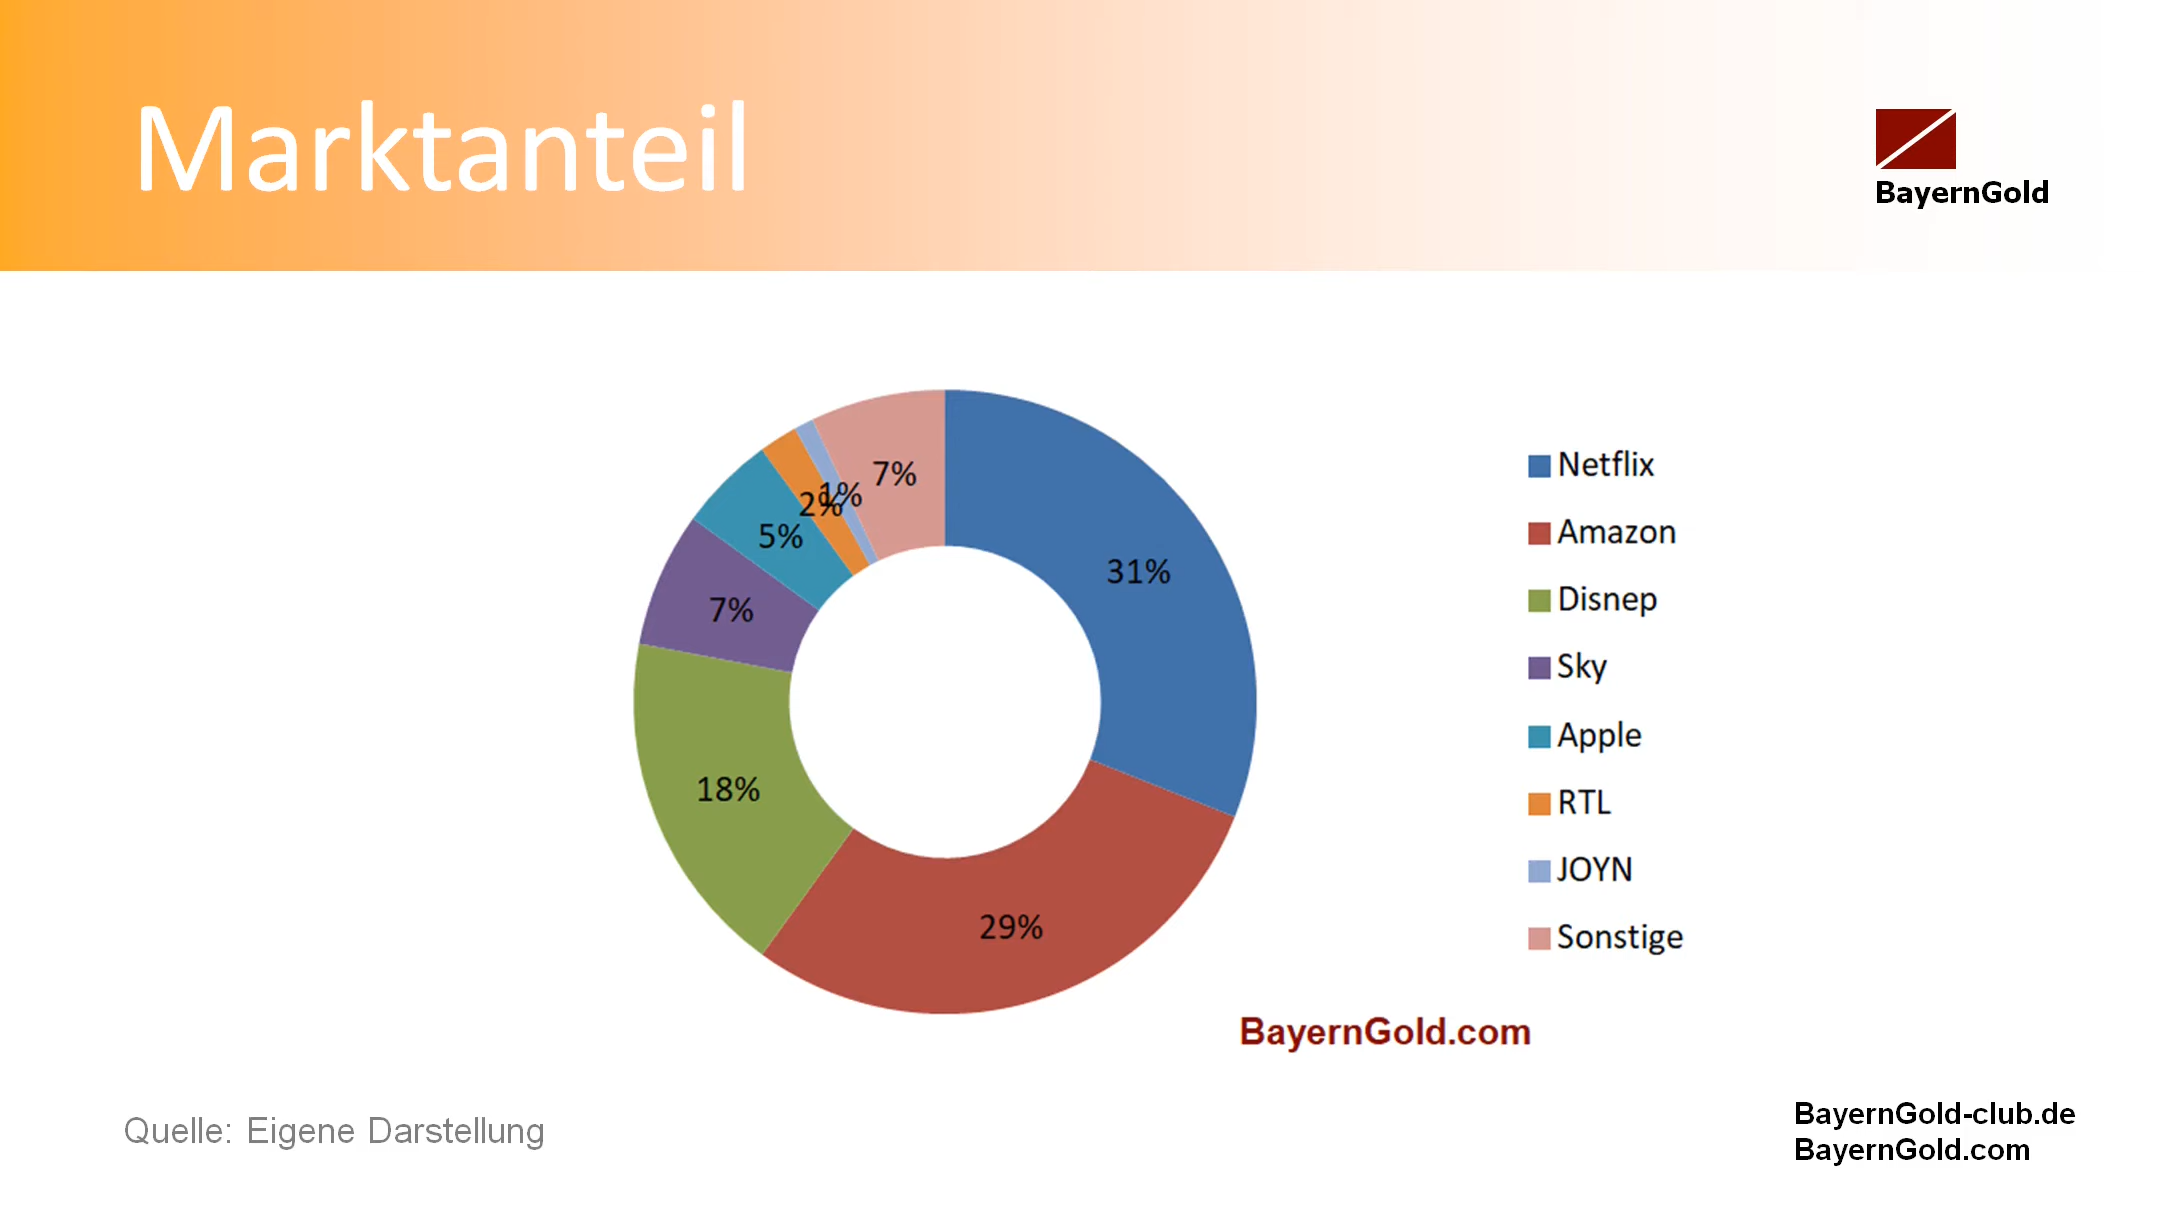 Marktanteil
BayernGold
7%
1%
2%
5%
31%
7%
18%
29%
Netflix
Amazon
Disnep
Sky
Apple
RTL
JOYN
Sonstige
BayernGold.com
Quelle: Eigene Darstellung
BayernGold-club.de
BayernGold.com